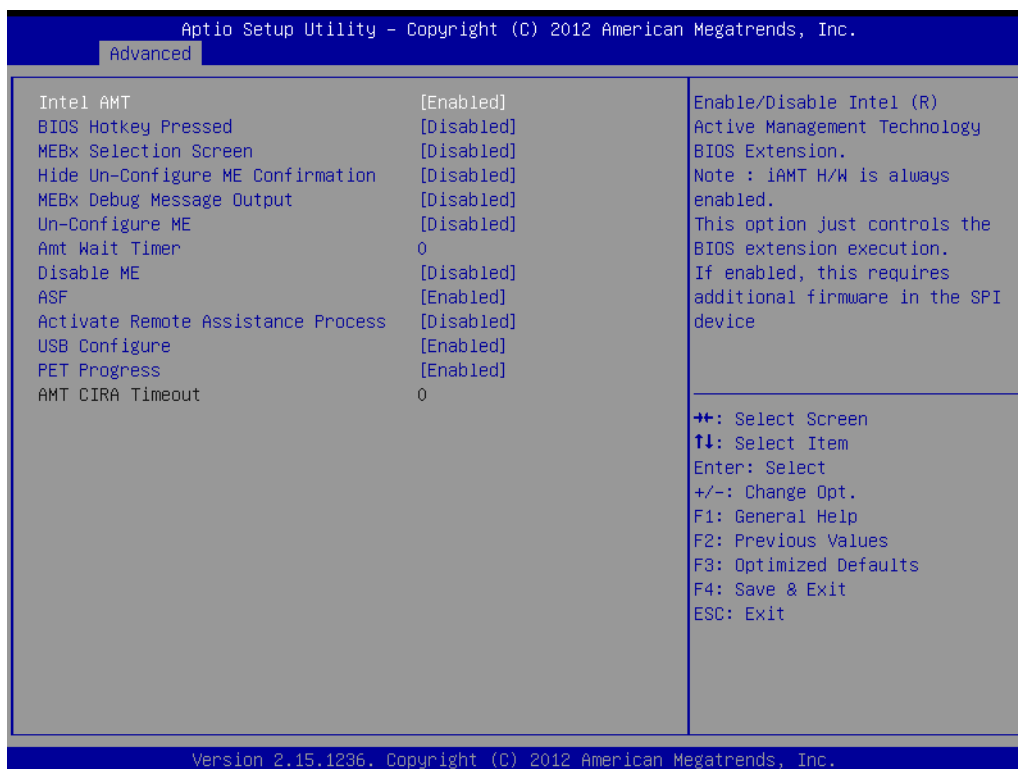 Aptio Setup Utility – Copyright (C) 2012 American Megatrends, Inc.
Advanced
Intel AMT [Enabled]
BIOS Hotkey Pressed [Disabled]
MEBx Selection Screen [Disabled]
Hide Un-Configure ME Confirmation [Disabled]
MEBx Debug Message Output [Disabled]
Un-Configure ME [Disabled]
Amt Wait Timer 0
Disable ME [Disabled]
ASF [Enabled]
Activate Remote Assistance Process [Disabled]
USB Configure [Enabled]
PET Progress [Enabled]
AMT CIRA Timeout 0
Enable/Disable Intel (R)
Active Management Technology
BIOS Extension.
Note : iAMT H/W is always
enabled.
This option just controls the
BIOS extension execution.
If enabled, this requires
additional firmware in the SPI
device
→←: Select Screen
↑↓: Select Item
Enter: Select
+/-: Change Opt.
F1: General Help
F2: Previous Values
F3: Optimized Defaults
F4: Save & Exit
ESC: Exit
Version 2.15.1236. Copyright (C) 2012 American Megatrends, Inc.